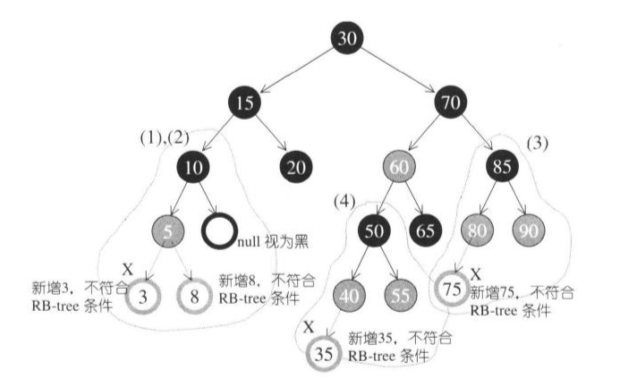 30
15
70
(1),(2)
(3)
10
20
60
85
(4)
5
null 视为黑
50
65
80
90
X
新增3，不符合
RB-tree 条件
3
8
新增8，不符合
RB-tree 条件
40
55
X
75
新增75，不符合
RB-tree 条件
X
35
新增35，不符合
RB-tree 条件